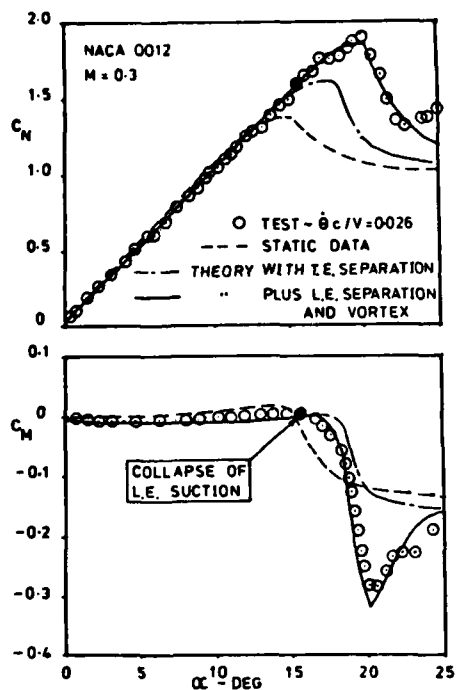 2.0
NACA 0012
M = 0.3
1.5
CN
1.0
TEST ~ θ̇c/V=0.026
STATIC DATA
0.5
THEORY WITH T.E. SEPARATION
" PLUS L.E. SEPARATION
AND VORTEX
0
0.1
0
CM
-0.1
COLLAPSE OF
L.E. SUCTION
-0.2
-0.3
-0.4
0 5 10 15 20 25
α - DEG